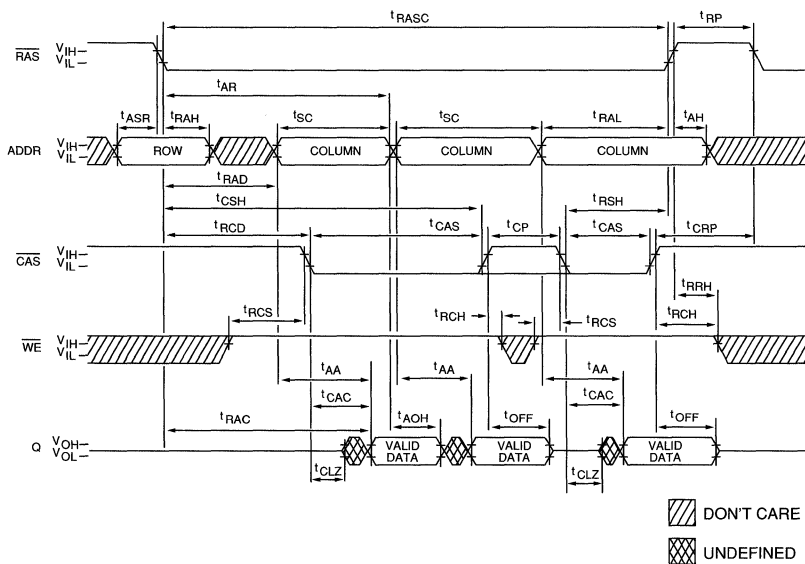 tRASC
tRP
RAS VIH VIL
tAR
tASR tRAH tSC tSC tRAL tAH
ADDR VIH VIL ROW COLUMN COLUMN COLUMN
tRAD
tCSH tRSH
tRCD tCAS tCP tCAS tCRP
CAS VIH VIL
tRRH
tRCS tRCH tRCS tRCH
WE VIH VIL
tAA tAA tAA
tCAC tCAC
tRAC tAOH tOFF tOFF
Q VOH VOL VALID DATA VALID DATA VALID DATA
tCLZ tCLZ
DON'T CARE
UNDEFINED